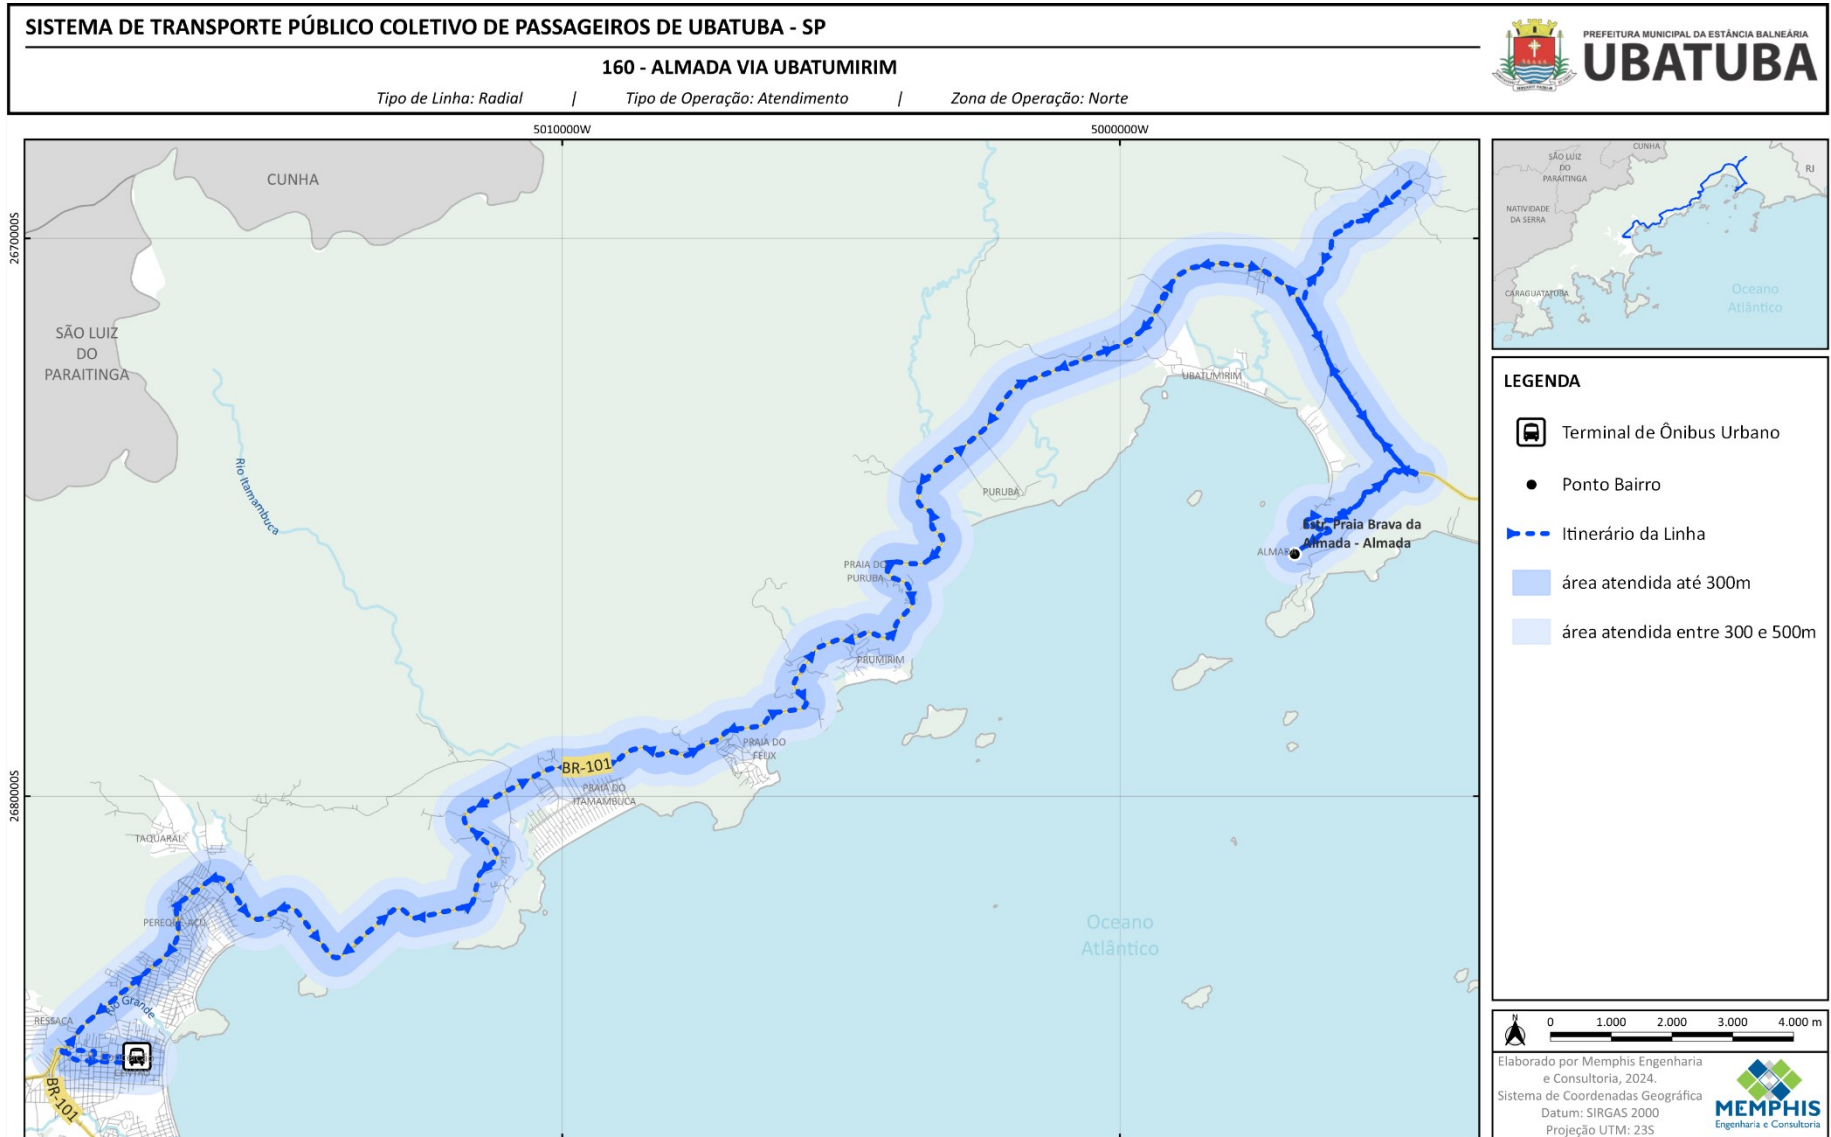 SISTEMA DE TRANSPORTE PÚBLICO COLETIVO DE PASSAGEIROS DE UBATUBA - SP
160 - ALMADA VIA UBATUMIRIM
Tipo de Linha: Radial | Tipo de Operação: Atendimento | Zona de Operação: Norte
PREFEITURA MUNICIPAL DA ESTÂNCIA BALNEÁRIA
UBATUBA
5010000W
5000000W
2670000S
2680000S
CUNHA
SÃO LUIZ
DO
PARAITINGA
Rio Itamambuca
UBATUMIRIM
PURUBA
Estr. Praia Brava da
Almada - Almada
PRAIA DO
PURUBA
PRUMIRIM
PRAIA DO
FELIX
BR-101
PRAIA DO
ITAMAMBUCA
TAQUARAL
PEREQUÊ-AÇU
Rio Grande
RESSACA
CENTRO
BR-101
Oceano
Atlântico
SÃO LUIZ
DO
PARAITINGA
CUNHA
RJ
NATIVIDADE
DA SERRA
CARAGUATATUBA
Oceano
Atlântico
LEGENDA
Terminal de Ônibus Urbano
Ponto Bairro
Itinerário da Linha
área atendida até 300m
área atendida entre 300 e 500m
N
0 1.000 2.000 3.000 4.000 m
Elaborado por Memphis Engenharia
e Consultoria, 2024.
Sistema de Coordenadas Geográfica
Datum: SIRGAS 2000
Projeção UTM: 23S
MEMPHIS
Engenharia e Consultoria